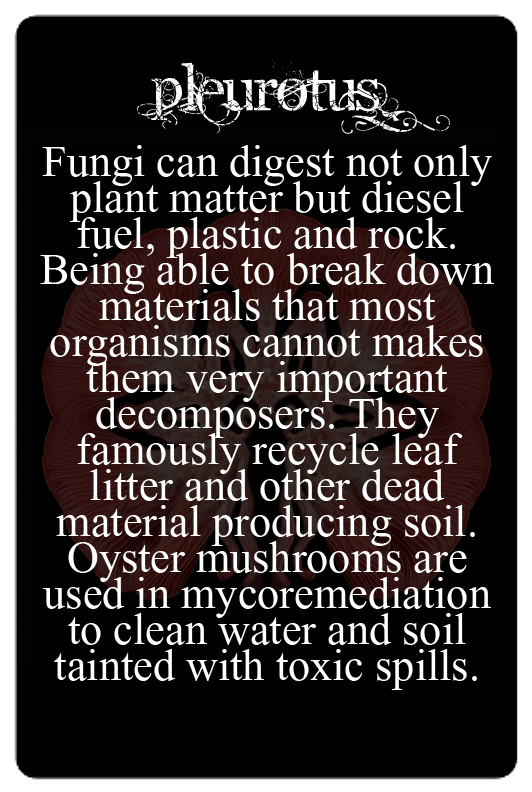 pleurotus
Fungi can digest not only
plant matter but diesel
fuel, plastic and rock.
Being able to break down
materials that most
organisms cannot makes
them very important
decomposers. They
famously recycle leaf
litter and other dead
material producing soil.
Oyster mushrooms are
used in mycoremediation
to clean water and soil
tainted with toxic spills.